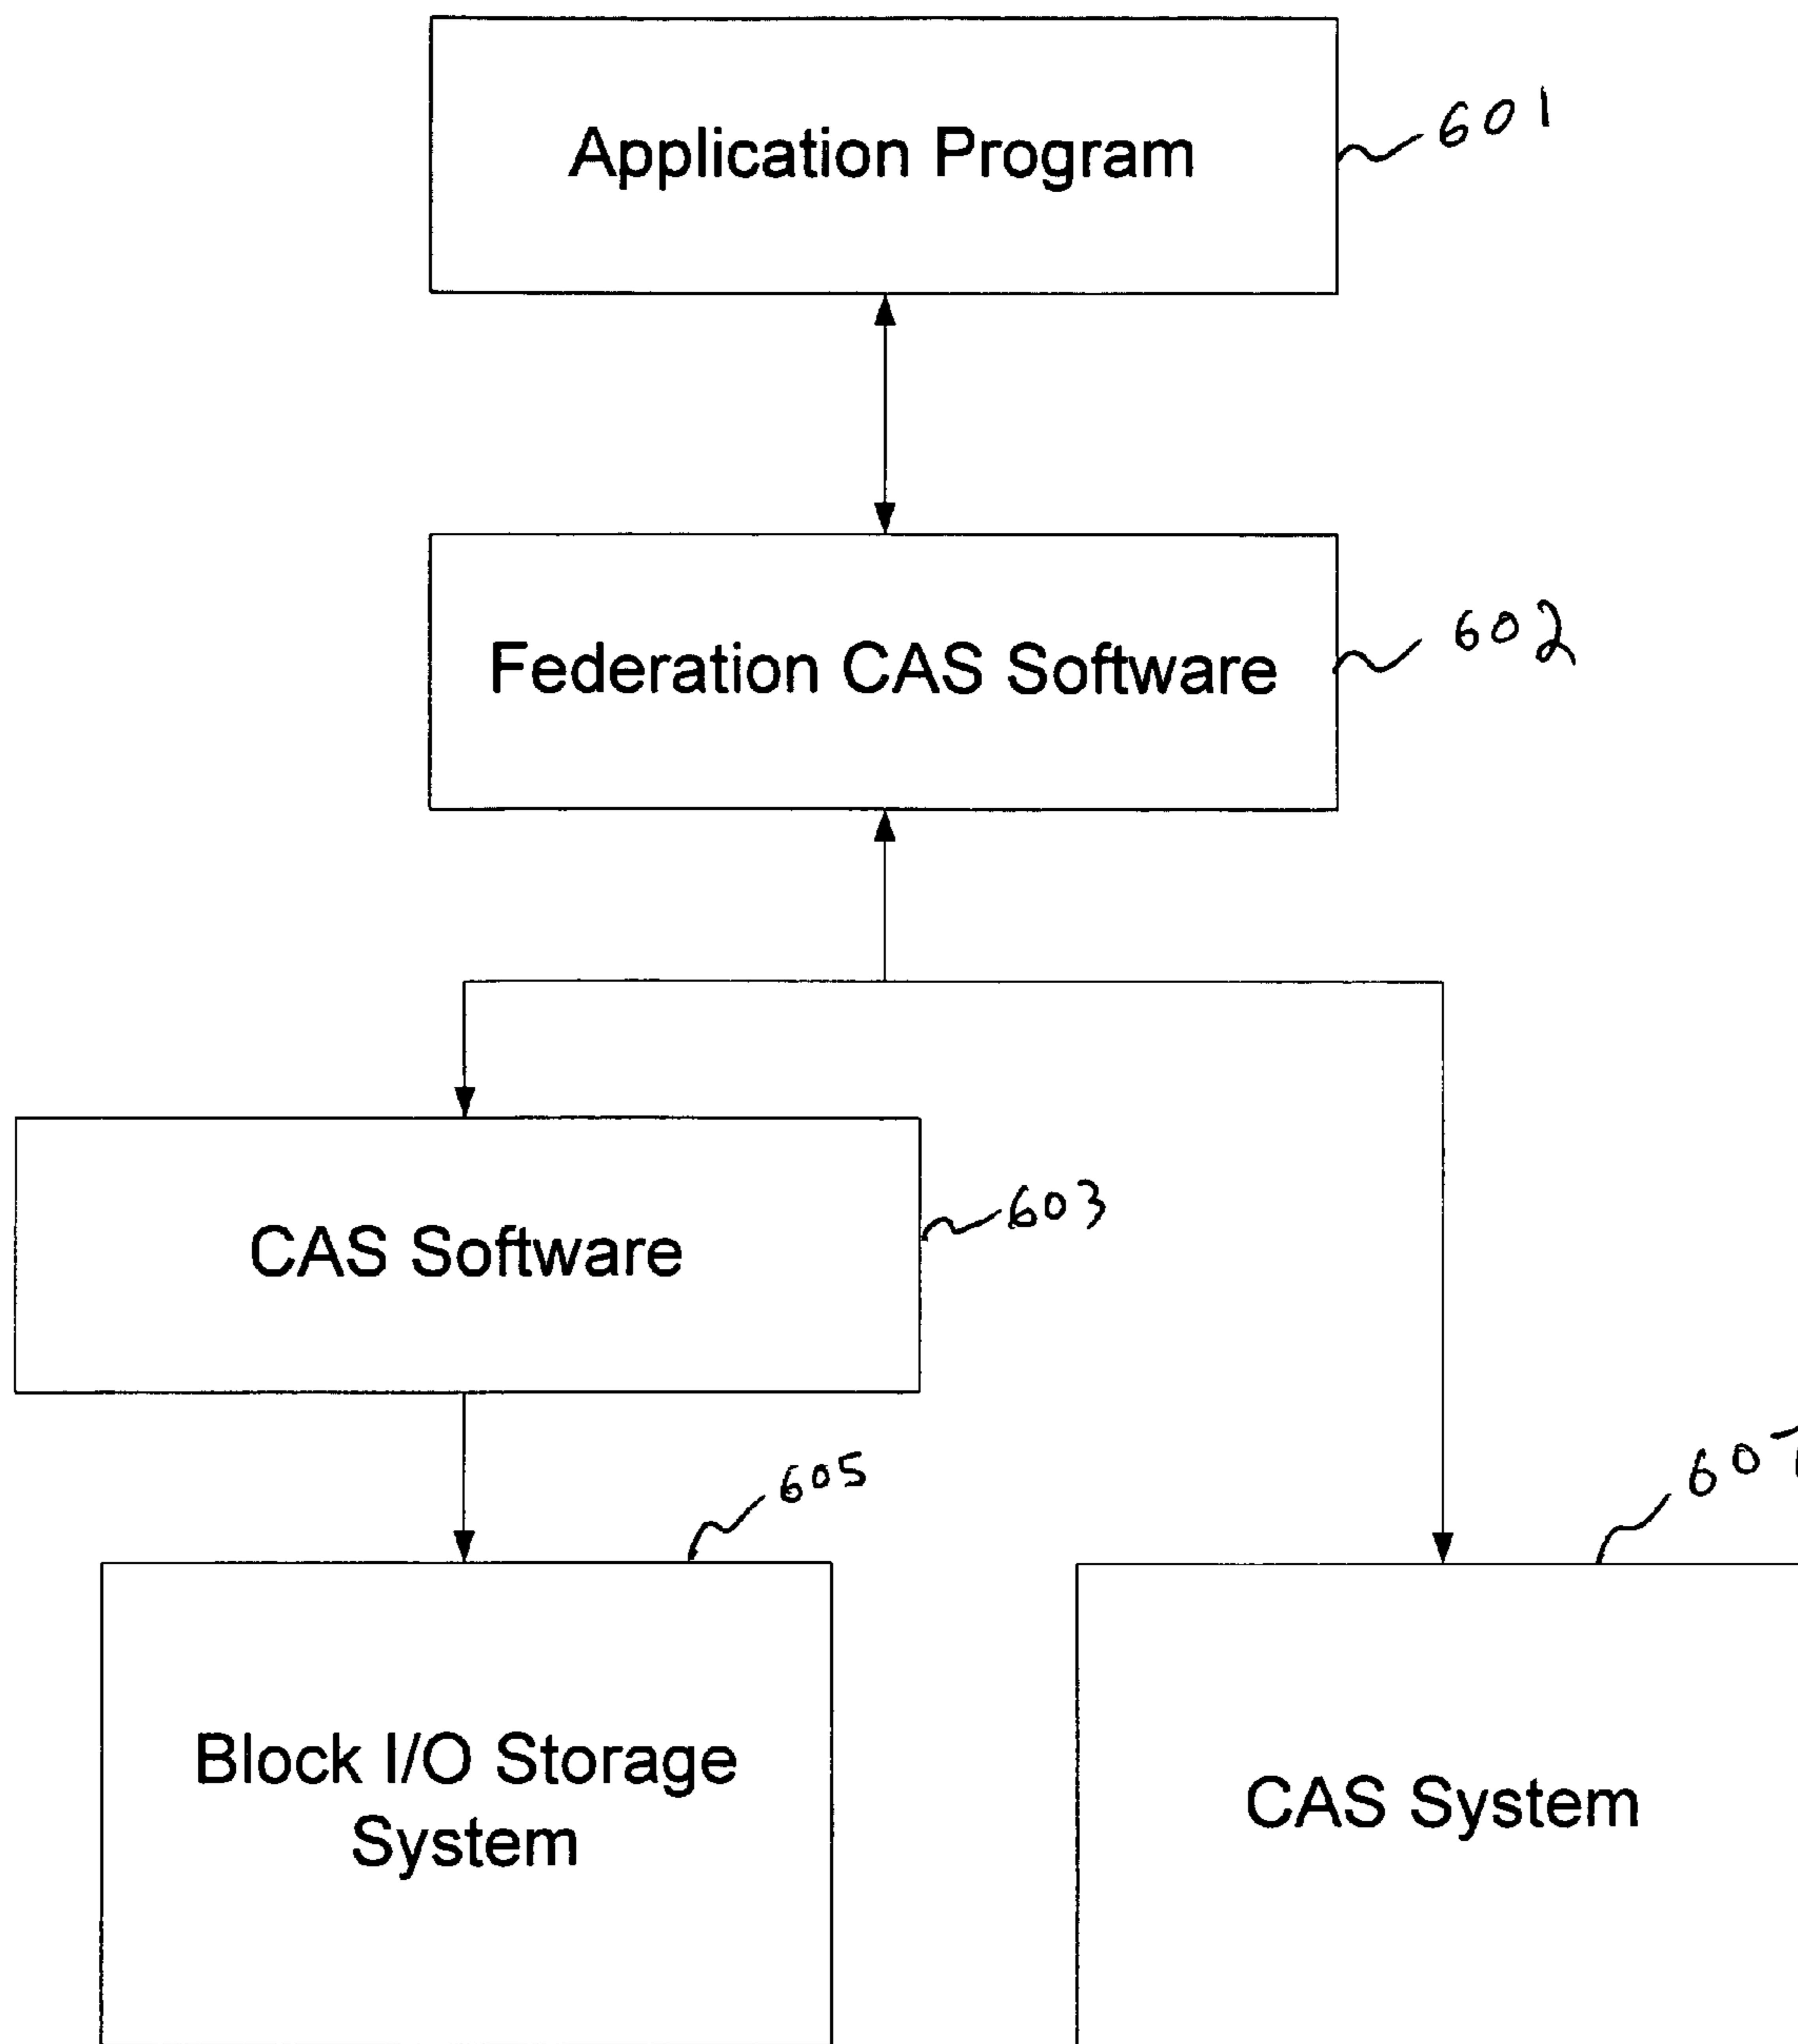 Application Program
601
Federation CAS Software
602
CAS Software
603
605
Block I/O Storage
System
CAS System